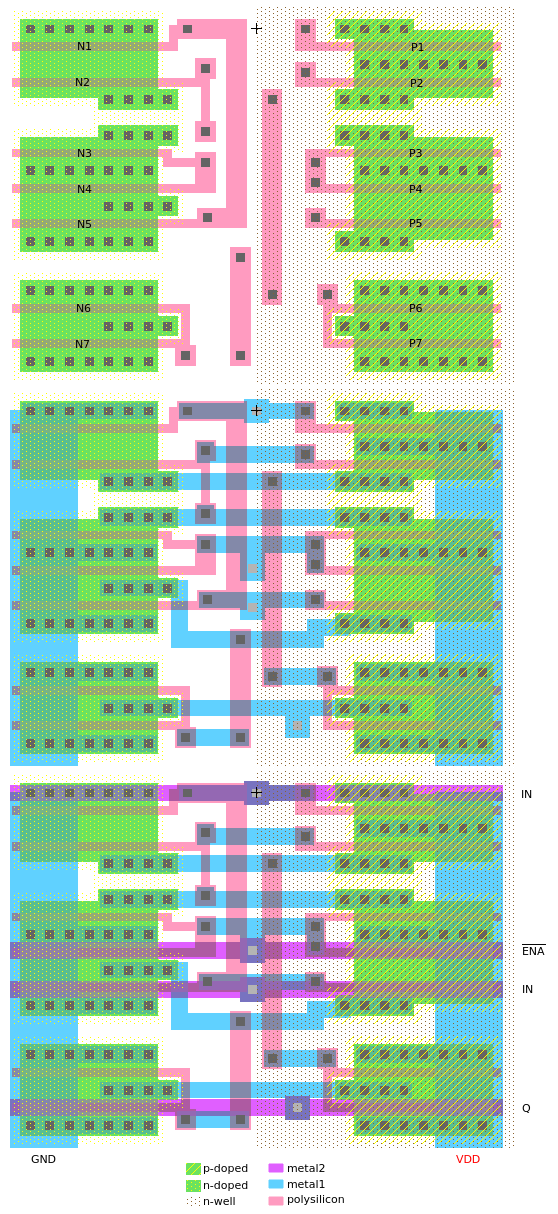 N1 P1
N2 P2
N3 P3
N4 P4
N5 P5
N6 P6
N7 P7
IN
ENA
IN
Q
GND VDD
p-doped metal2
n-doped metal1
n-well polysilicon